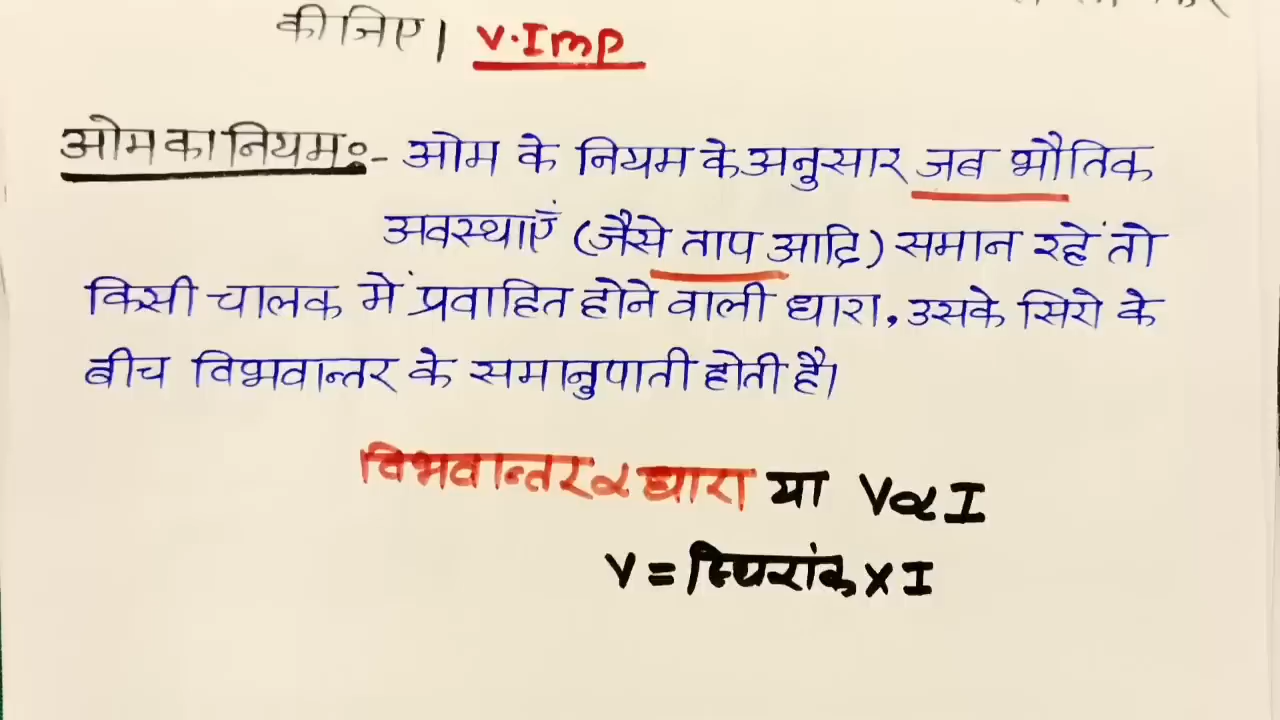 कीजिए। V.Imp
ओम का नियम:- ओम के नियम के अनुसार जब भौतिक
अवस्थाएँ (जैसे ताप आदि) समान रहें तो
किसी चालक में प्रवाहित होने वाली धारा, उसके सिरो के
बीच विभवान्तर के समानुपाती होती है।
विभवान्तर ∝ धारा या V ∝ I
V = स्थिरांक × I